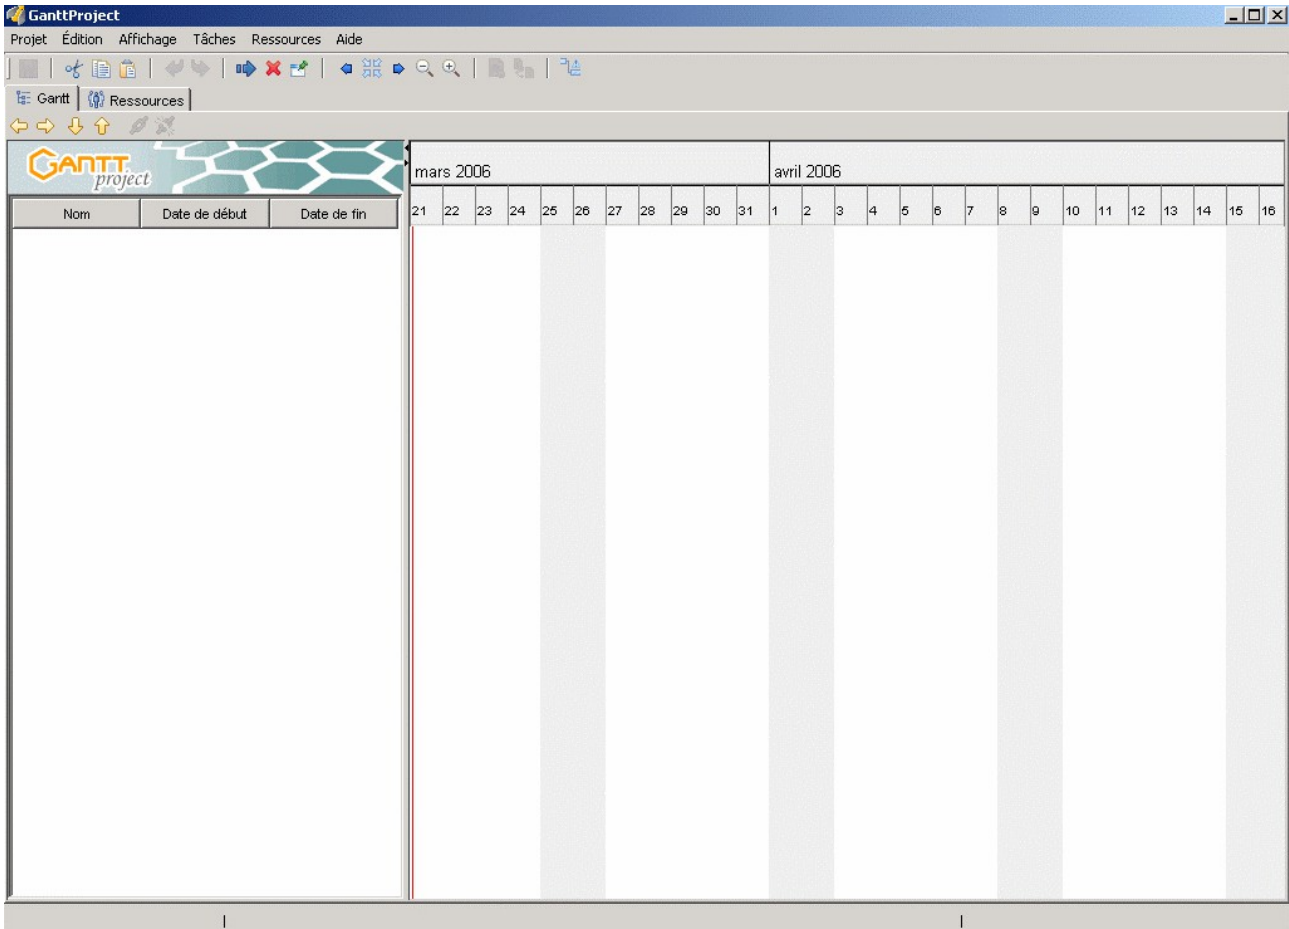 GanttProject
Projet Édition Affichage Tâches Ressources Aide
Gantt Ressources
GANTT project
mars 2006 avril 2006
Nom Date de début Date de fin
21 22 23 24 25 26 27 28 29 30 31 1 2 3 4 5 6 7 8 9 10 11 12 13 14 15 16